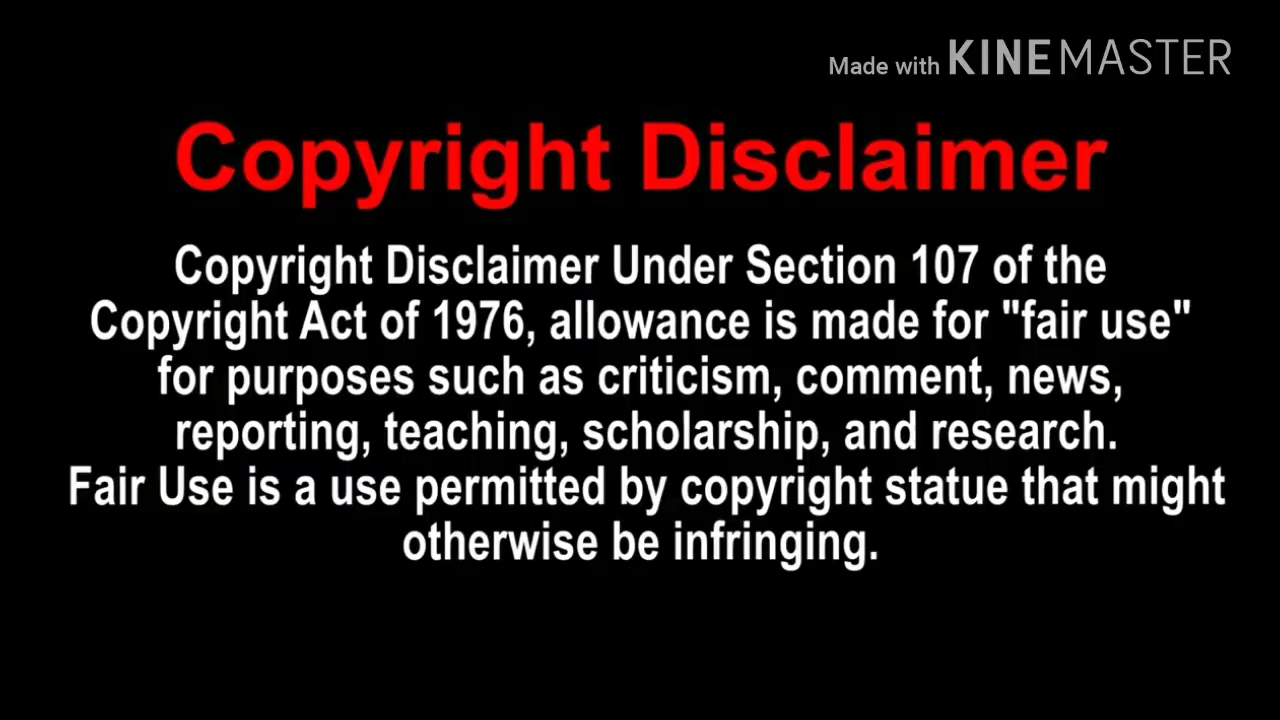 Made with KINEMASTER
Copyright Disclaimer
Copyright Disclaimer Under Section 107 of the
Copyright Act of 1976, allowance is made for "fair use"
for purposes such as criticism, comment, news,
reporting, teaching, scholarship, and research.
Fair Use is a use permitted by copyright statue that might
otherwise be infringing.